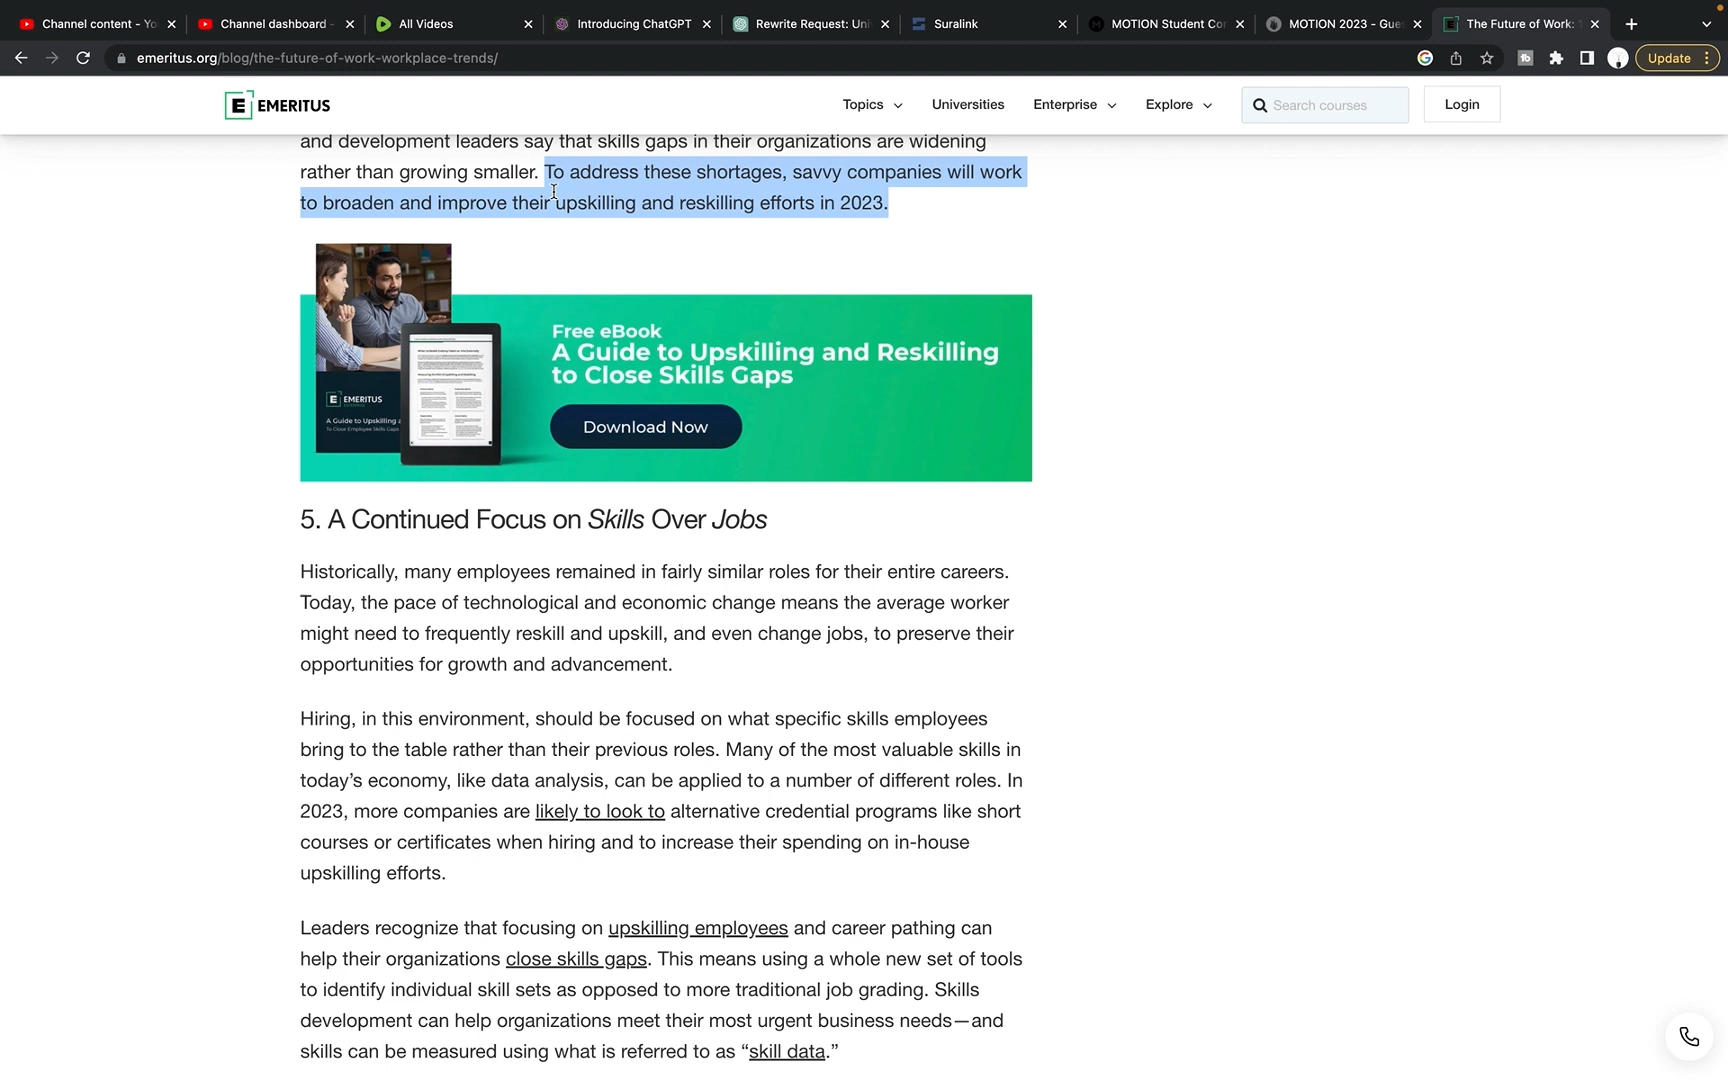 Channel content - Yo
Channel dashboard -
All Videos
Introducing ChatGPT
Rewrite Request: Uni
Suralink
MOTION Student Cor
MOTION 2023 - Gue
The Future of Work:
emeritus.org/blog/the-future-of-work-workplace-trends/
Update
EMERITUS
Topics
Universities
Enterprise
Explore
Search courses
Login
and development leaders say that skills gaps in their organizations are widening
rather than growing smaller. To address these shortages, savvy companies will work
to broaden and improve their upskilling and reskilling efforts in 2023.
Free eBook
A Guide to Upskilling and Reskilling
to Close Skills Gaps
Download Now
EMERITUS
A Guide to Upskilling a
To Close Employee Skills Gaps
5. A Continued Focus on Skills Over Jobs
Historically, many employees remained in fairly similar roles for their entire careers.
Today, the pace of technological and economic change means the average worker
might need to frequently reskill and upskill, and even change jobs, to preserve their
opportunities for growth and advancement.
Hiring, in this environment, should be focused on what specific skills employees
bring to the table rather than their previous roles. Many of the most valuable skills in
today’s economy, like data analysis, can be applied to a number of different roles. In
2023, more companies are likely to look to alternative credential programs like short
courses or certificates when hiring and to increase their spending on in-house
upskilling efforts.
Leaders recognize that focusing on upskilling employees and career pathing can
help their organizations close skills gaps. This means using a whole new set of tools
to identify individual skill sets as opposed to more traditional job grading. Skills
development can help organizations meet their most urgent business needs—and
skills can be measured using what is referred to as “skill data.”